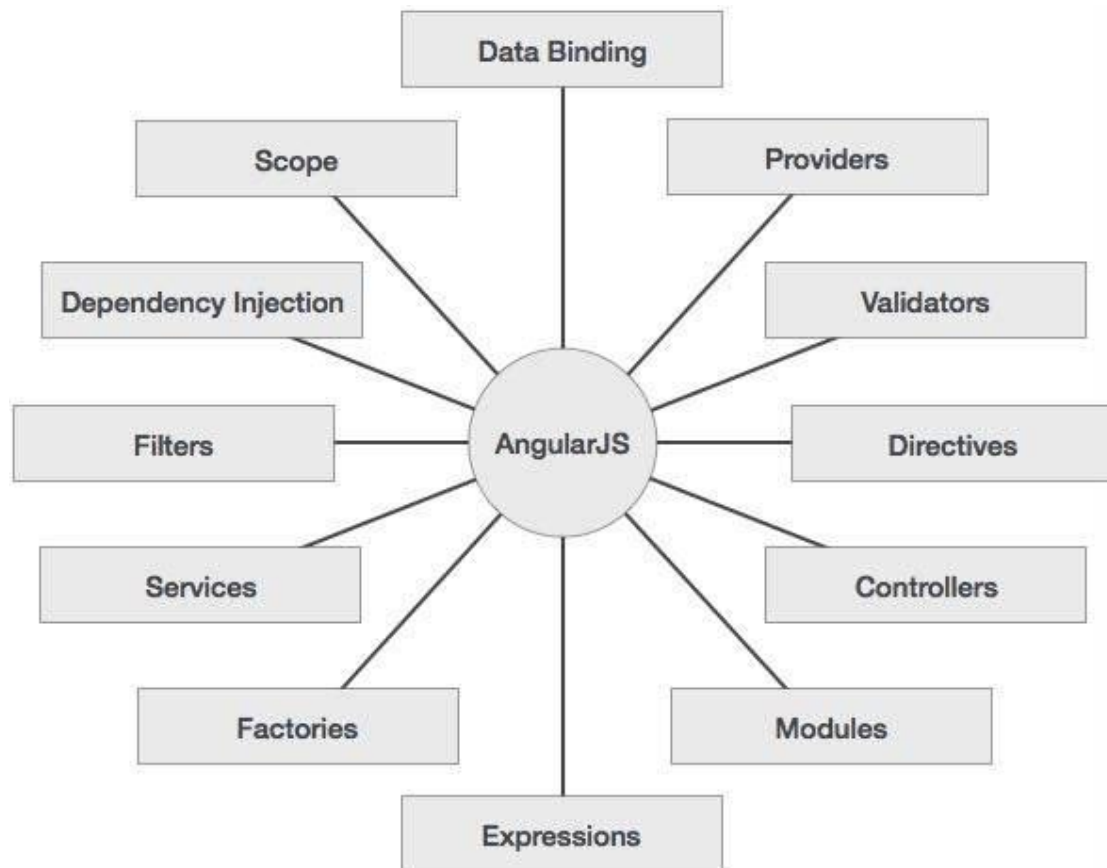 Data Binding
Scope
Providers
Dependency Injection
Validators
Filters
AngularJS
Directives
Services
Controllers
Factories
Modules
Expressions